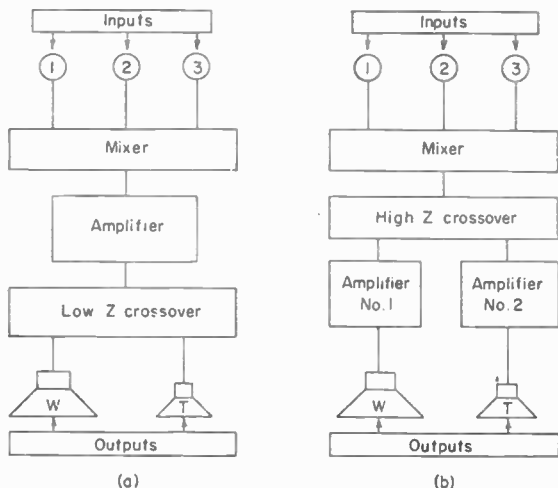 Inputs
1 2 3
Mixer
Amplifier
Low Z crossover
W T
Outputs
(a)
Inputs
1 2 3
Mixer
High Z crossover
Amplifier No. 1
Amplifier No. 2
W T
Outputs
(b)